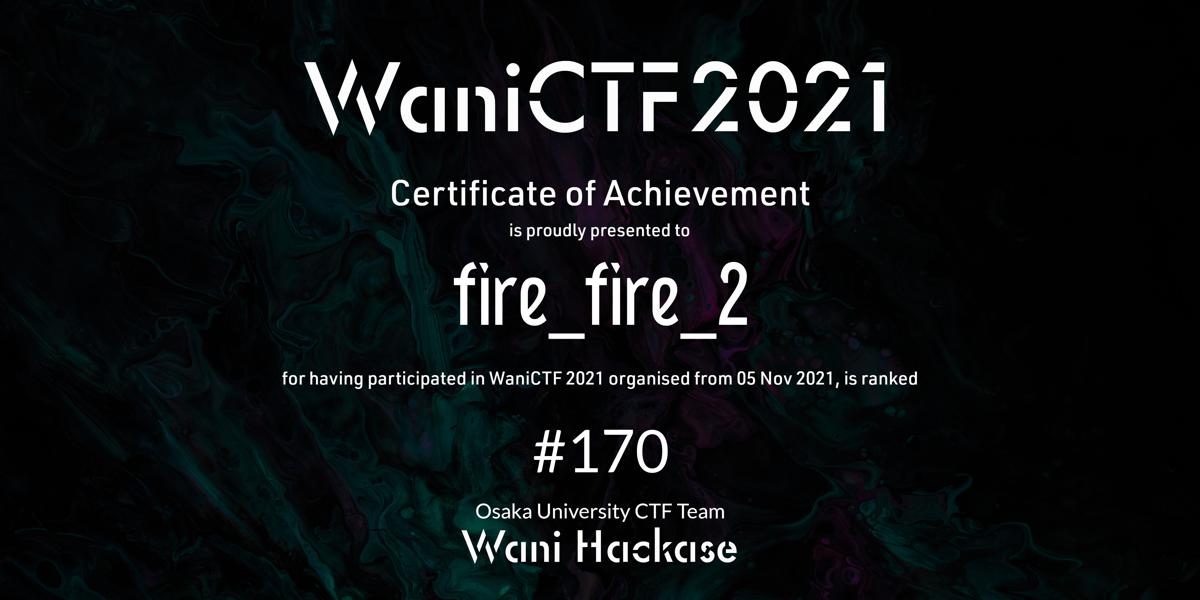 WaniCTF2021
Certificate of Achievement
is proudly presented to
fire_fire_2
for having participated in WaniCTF 2021 organised from 05 Nov 2021, is ranked
#170
Osaka University CTF Team
Wani Hackase